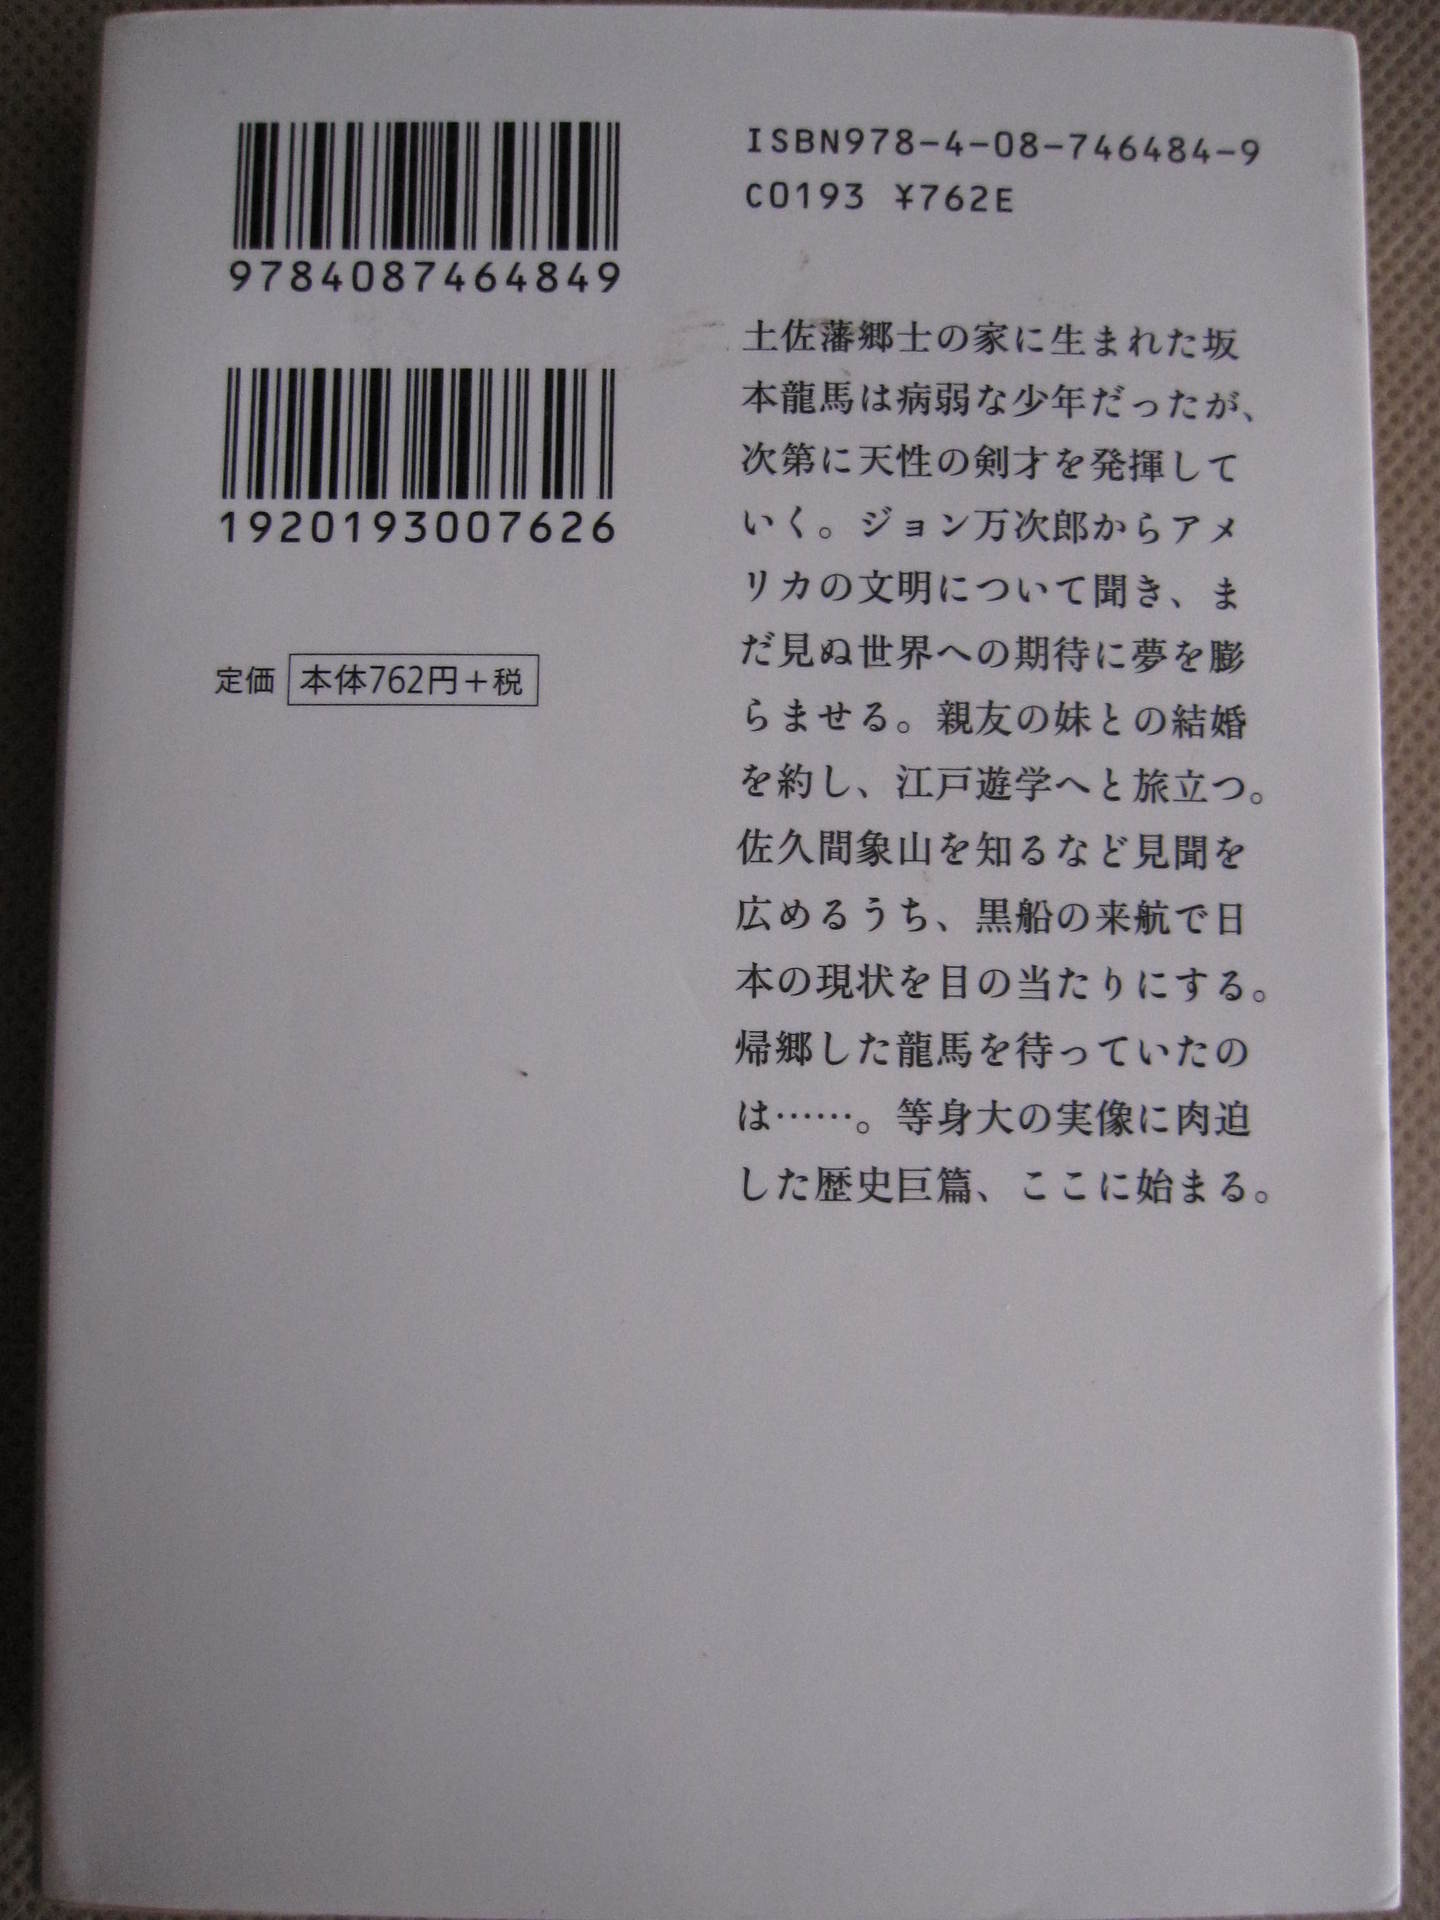 9784087464849
1920193007626
定価 本体762円+税
ISBN978-4-08-746484-9
C0193 ¥762E
土佐藩郷士の家に生まれた坂
本龍馬は病弱な少年だったが、
次第に天性の剣才を発揮して
いく。ジョン万次郎からアメ
リカの文明について聞き、ま
だ見ぬ世界への期待に夢を膨
らませる。親友の妹との結婚
を約し、江戸遊学へと旅立つ。
佐久間象山を知るなど見聞を
広めるうち、黒船の来航で日
本の現状を目の当たりにする。
帰郷した龍馬を待っていたの
は……。等身大の実像に肉迫
した歴史巨篇、ここに始まる。